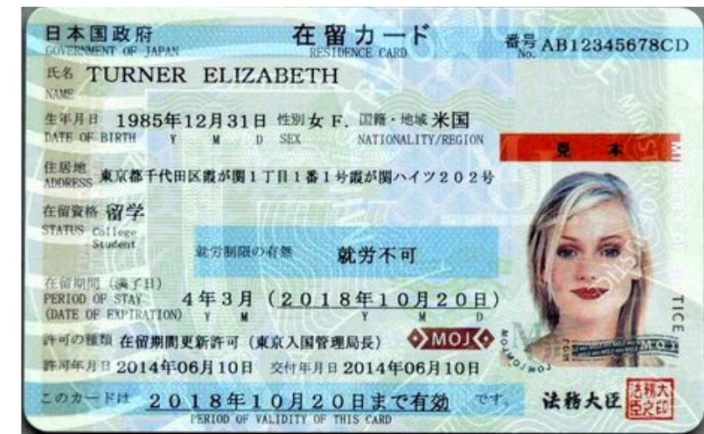 日本国政府 在留カード 番号 AB12345678CD
GOVERNMENT OF JAPAN RESIDENCE CARD No.
氏名 TURNER ELIZABETH
NAME
生年月日 1985年12月31日 性別 女 F. 国籍・地域 米国
DATE OF BIRTH Y M D SEX NATIONALITY/REGION
見本
住居地 東京都千代田区霞が関1丁目1番1号霞が関ハイツ202号
ADDRESS
在留資格 留学
STATUS College
Student
就労制限の有無 就労不可
在留期間(満了日)
PERIOD OF STAY 4年3月(2018年10月20日)
(DATE OF EXPIRATION) Y M Y M D
許可の種類 在留期間更新許可(東京入国管理局長) MOJ
許可年月日 2014年06月10日 交付年月日 2014年06月10日
このカードは 2018年10月20日まで有効 です。 法務大臣
PERIOD OF VALIDITY OF THIS CARD